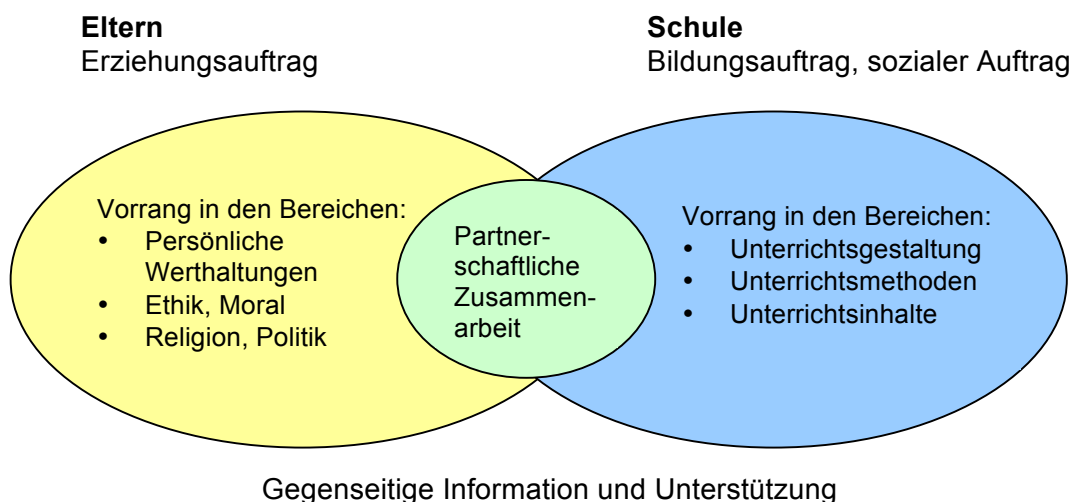 Eltern
Erziehungsauftrag
Schule
Bildungsauftrag, sozialer Auftrag
Vorrang in den Bereichen:
• Persönliche
Werthaltungen
• Ethik, Moral
• Religion, Politik
Partner-
schaftliche
Zusammen-
arbeit
Vorrang in den Bereichen:
• Unterrichtsgestaltung
• Unterrichtsmethoden
• Unterrichtsinhalte
Gegenseitige Information und Unterstützung